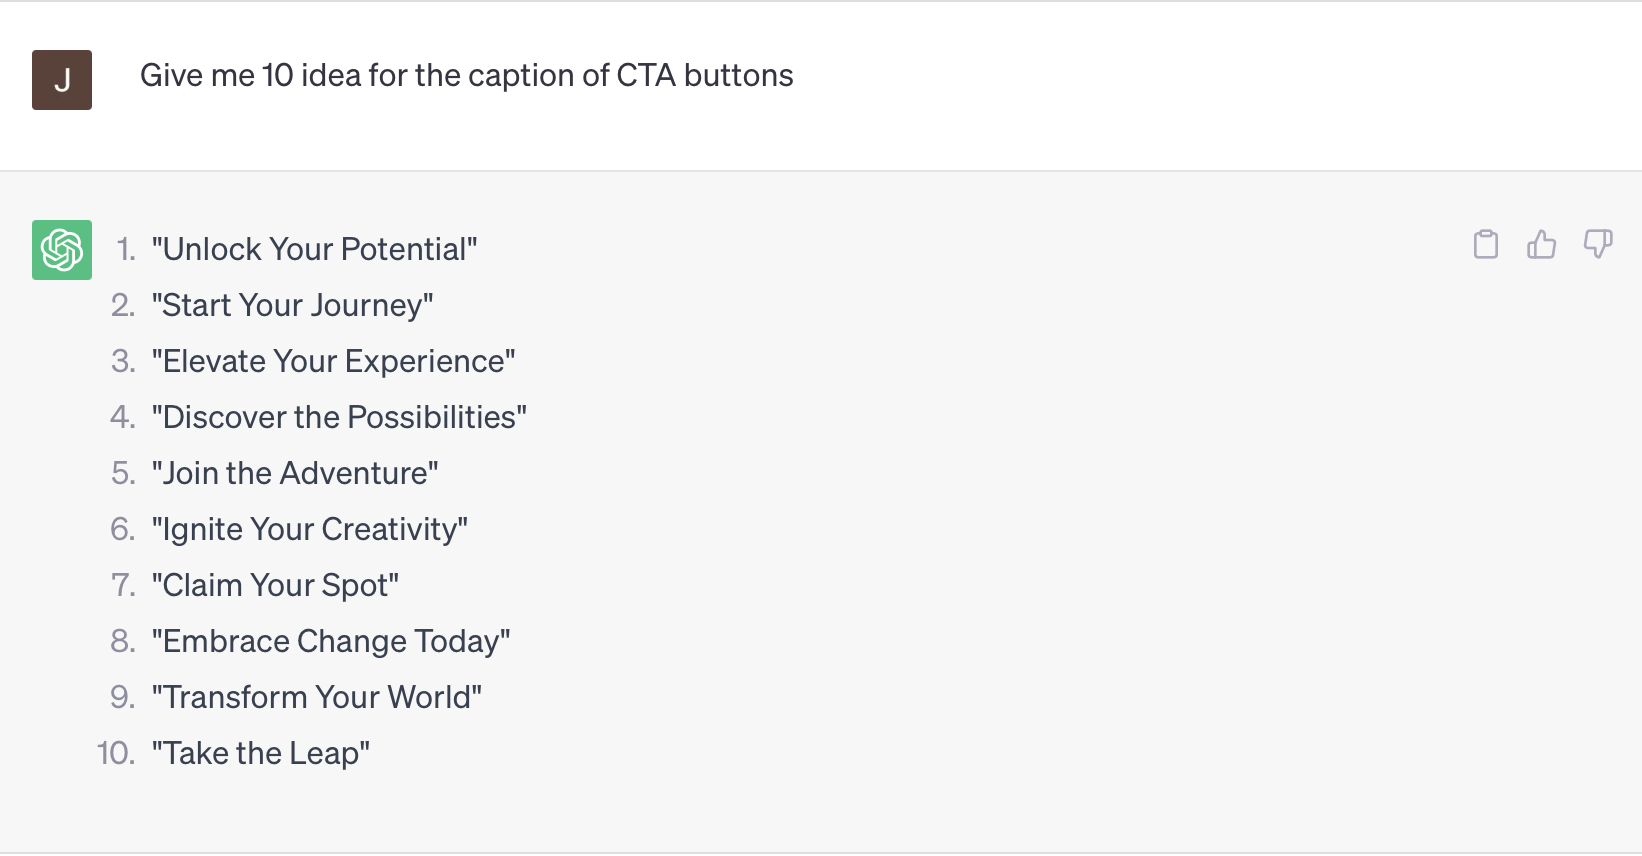 J
Give me 10 idea for the caption of CTA buttons
1. "Unlock Your Potential"
2. "Start Your Journey"
3. "Elevate Your Experience"
4. "Discover the Possibilities"
5. "Join the Adventure"
6. "Ignite Your Creativity"
7. "Claim Your Spot"
8. "Embrace Change Today"
9. "Transform Your World"
10. "Take the Leap"